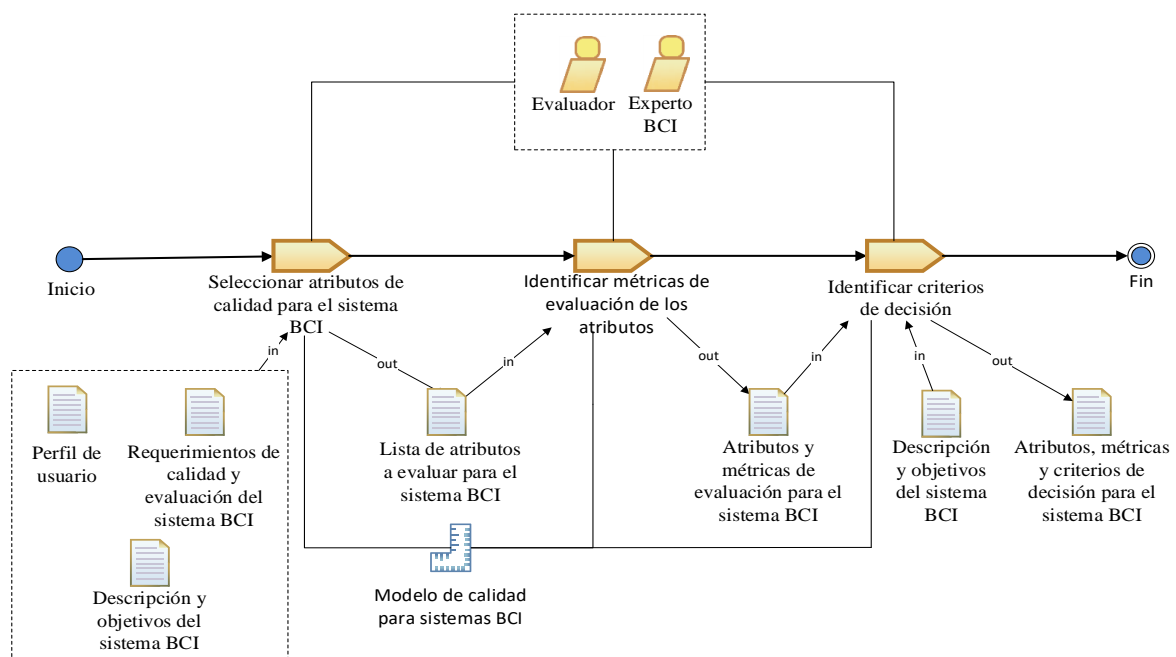 Evaluador
Experto
BCI
Inicio
Seleccionar atributos de
calidad para el sistema
BCI
Identificar métricas de
evaluación de los
atributos
Identificar criterios
de decisión
Fin
in
out
in
out
in
in
out
Perfil de
usuario
Requerimientos de
calidad y
evaluación del
sistema BCI
Descripción y
objetivos del
sistema BCI
Lista de atributos
a evaluar para el
sistema BCI
Atributos y
métricas de
evaluación para el
sistema BCI
Descripción
y objetivos
del sistema
BCI
Atributos, métricas
y criterios de
decisión para el
sistema BCI
Modelo de calidad
para sistemas BCI